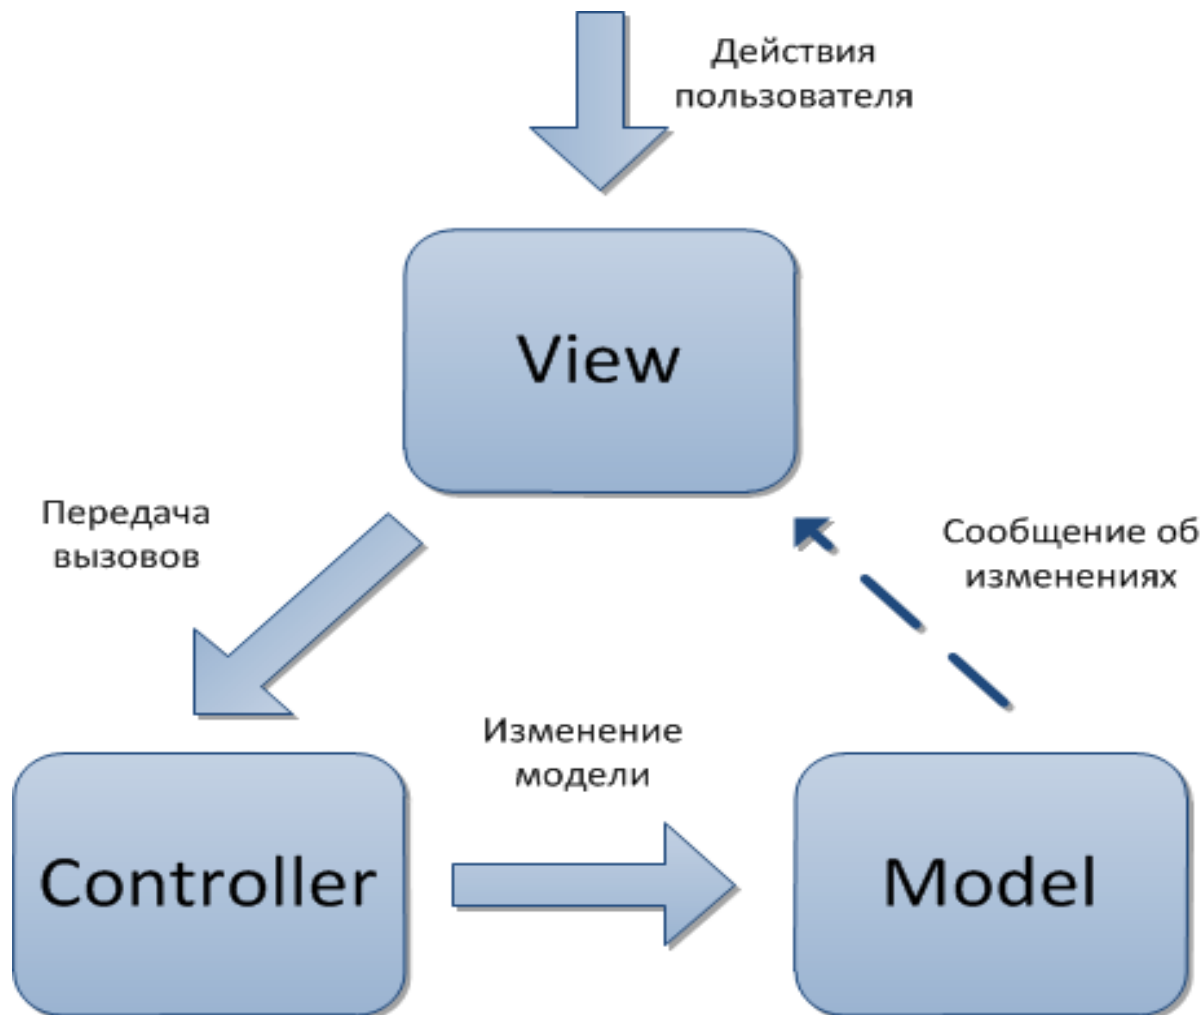 Действия
пользователя
View
Передача
вызовов
Сообщение об
изменениях
Изменение
модели
Controller
Model